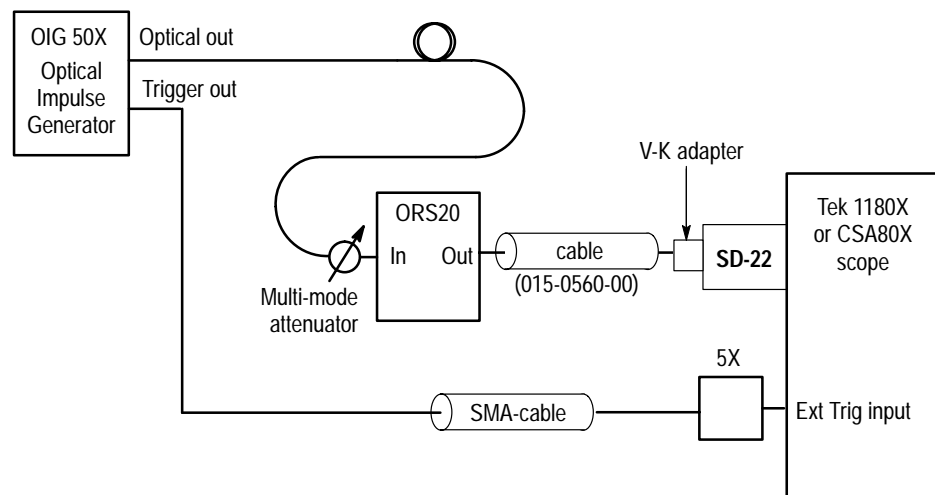 OIG 50X
Optical
Impulse
Generator
Optical out
Trigger out
V-K adapter
Tek 1180X
or CSA80X
scope
ORS20
In
Out
cable
(015-0560-00)
SD-22
Multi-mode
attenuator
5X
SMA-cable
Ext Trig input